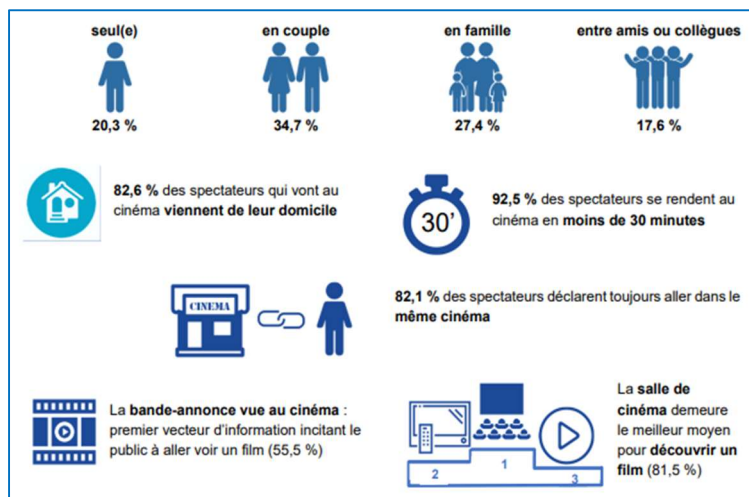 seul(e)
en couple
en famille
entre amis ou collègues
20,3 %
34,7 %
27,4 %
17,6 %
82,6 % des spectateurs qui vont au
cinéma viennent de leur domicile
30'
92,5 % des spectateurs se rendent au
cinéma en moins de 30 minutes
CINEMA
82,1 % des spectateurs déclarent toujours aller dans le
même cinéma
La bande-annonce vue au cinéma :
premier vecteur d'information incitant le
public à aller voir un film (55,5 %)
2
1
3
La salle de
cinéma demeure
le meilleur moyen
pour découvrir un
film (81,5 %)